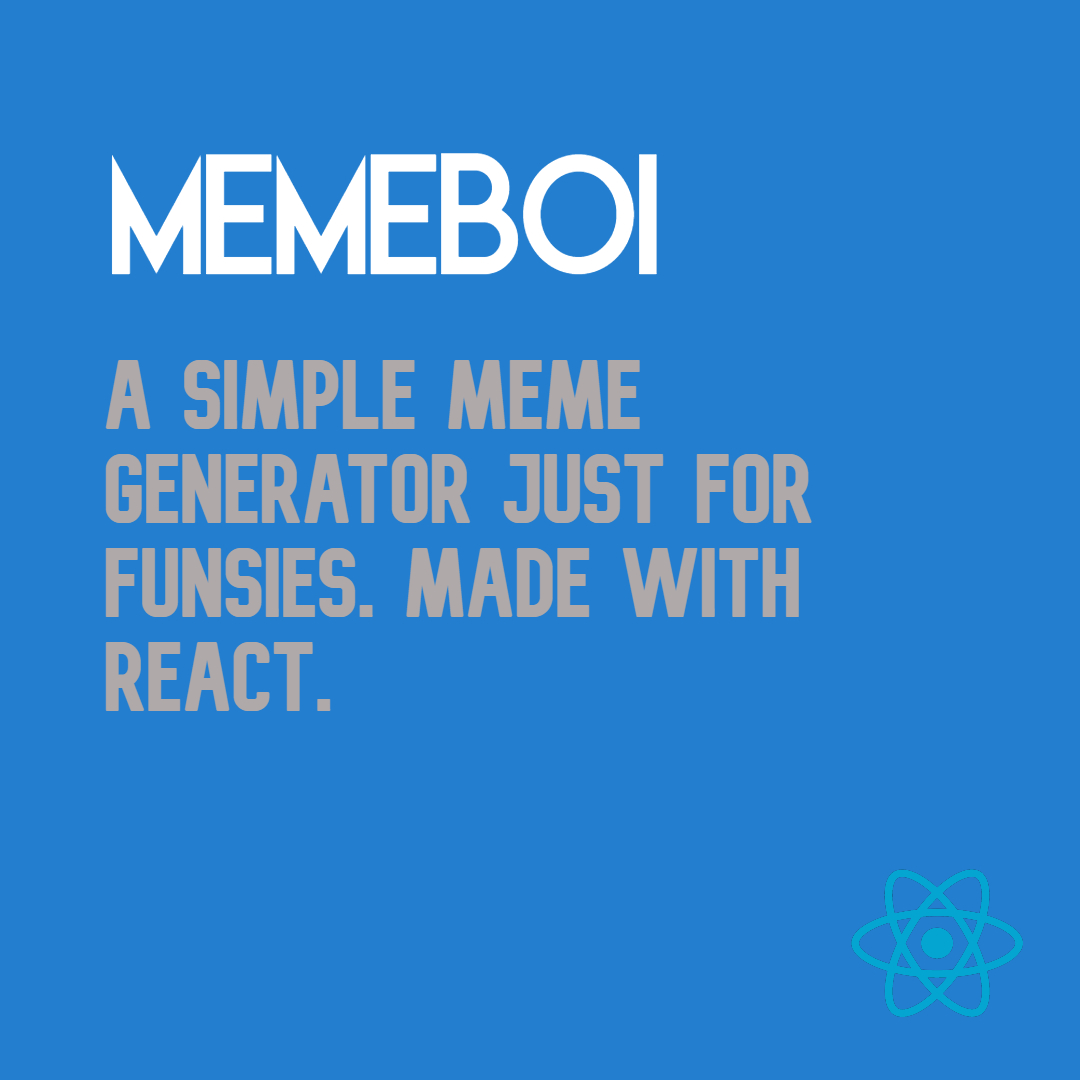 MEMEBOI
A SIMPLE MEME
GENERATOR JUST FOR
FUNSIES. MADE WITH
REACT.